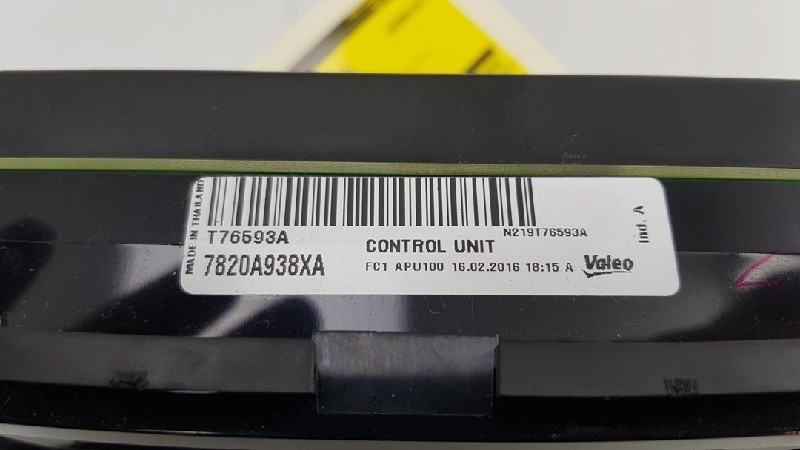 MADE IN THAILAND
T76593A
N219T76593A
Ind. A
CONTROL UNIT
7820A938XA
FC1 APU100 16.02.2016 18:15 A
Valeo